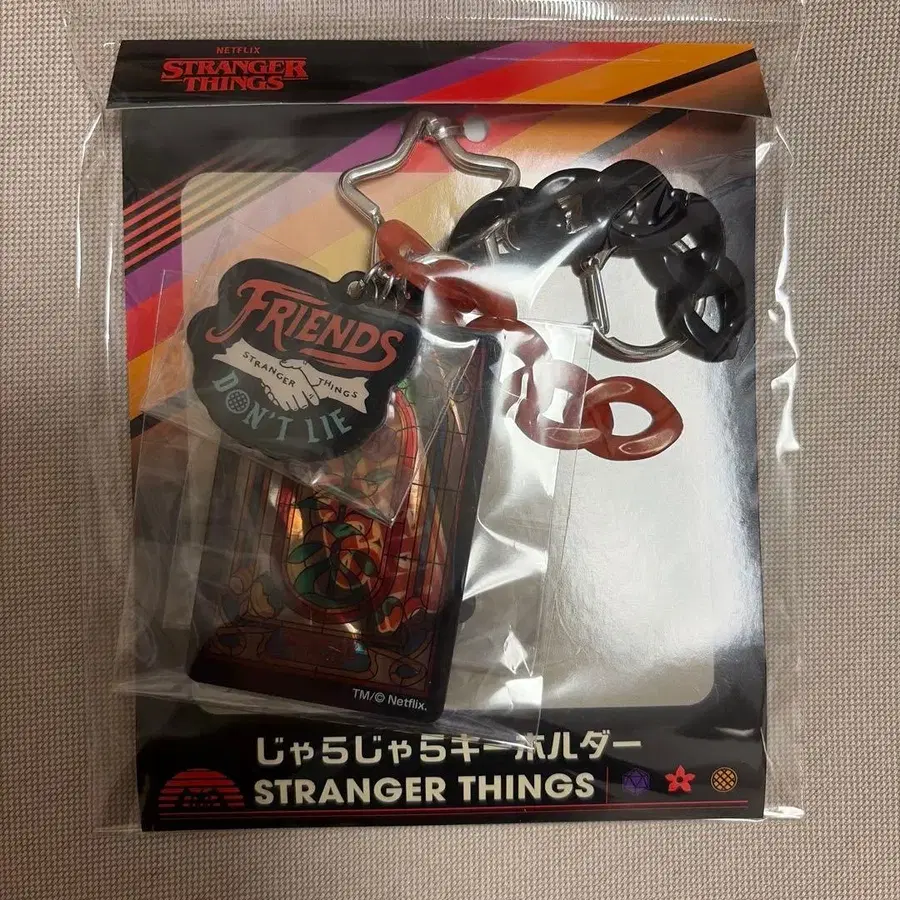 NETFLIX
STRANGER
THINGS
FRIENDS
STRANGER THINGS
DON'T LIE
TM/© Netflix.
じゃらじゃらキーホルダー
STRANGER THINGS